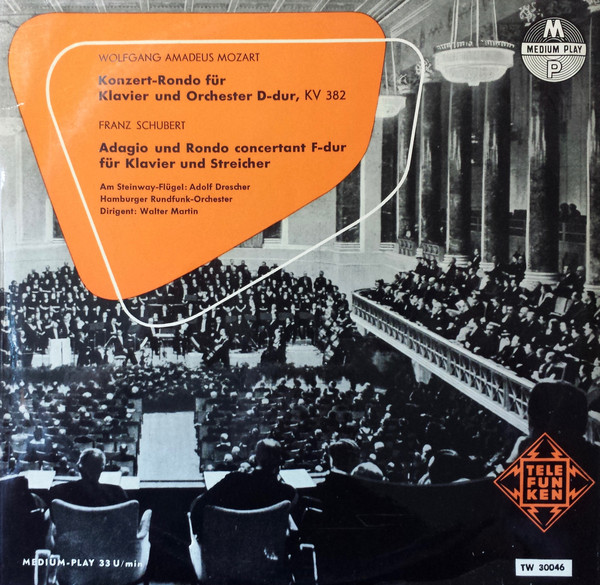 WOLFGANG AMADEUS MOZART
Konzert-Rondo für
Klavier und Orchester D-dur, KV 382
FRANZ SCHUBERT
Adagio und Rondo concertant F-dur
für Klavier und Streicher
Am Steinway-Flügel: Adolf Drescher
Hamburger Rundfunk-Orchester
Dirigent: Walter Martin
M
MEDIUM PLAY
P
TELE
FUN
KEN
MEDIUM-PLAY 33 U/min
TW 30046